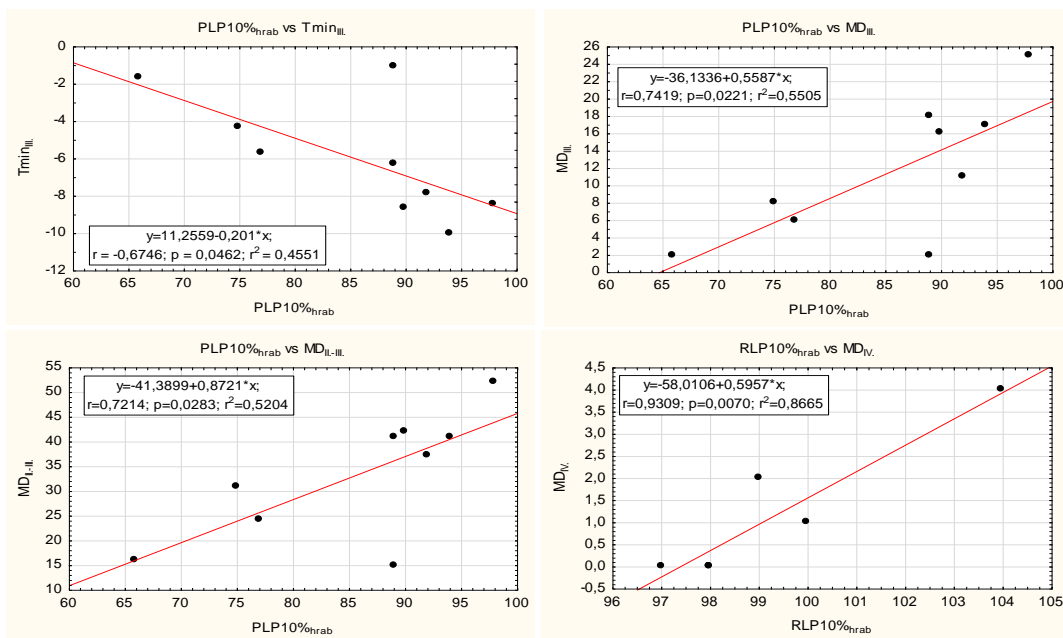 PLP10%hrab vs TminIII.
0
-2
-4
-6
-8
-10
-12
TminIII.
y=11,2559-0,201*x;
r = -0,6746; p = 0,0462; r² = 0,4551
60 65 70 75 80 85 90 95 100
PLP10%hrab
PLP10%hrab vs MDIII.
26
24
22
20
18
16
14
12
10
8
6
4
2
0
MDIII.
y=-36,1336+0,5587*x;
r=0,7419; p=0,0221; r²=0,5505
60 65 70 75 80 85 90 95 100
PLP10%hrab
PLP10%hrab vs MDII.-III.
55
50
45
40
35
30
25
20
15
10
MDII.-III.
y=-41,3899+0,8721*x;
r=0,7214; p=0,0283; r²=0,5204
60 65 70 75 80 85 90 95 100
PLP10%hrab
RLP10%hrab vs MDIV.
4,5
4,0
3,5
3,0
2,5
2,0
1,5
1,0
0,5
0,0
-0,5
MDIV.
y=-58,0106+0,5957*x;
r=0,9309; p=0,0070; r²=0,8665
96 97 98 99 100 101 102 103 104 105
RLP10%hrab